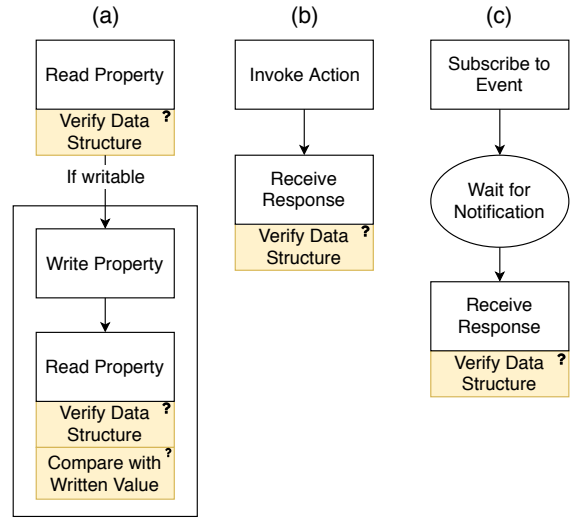 (a)
Read Property
Verify Data ?
Structure
If writable
Write Property
Read Property
Verify Data ?
Structure
Compare with ?
Written Value
(b)
Invoke Action
Receive
Response
Verify Data ?
Structure
(c)
Subscribe to
Event
Wait for
Notification
Receive
Response
Verify Data ?
Structure